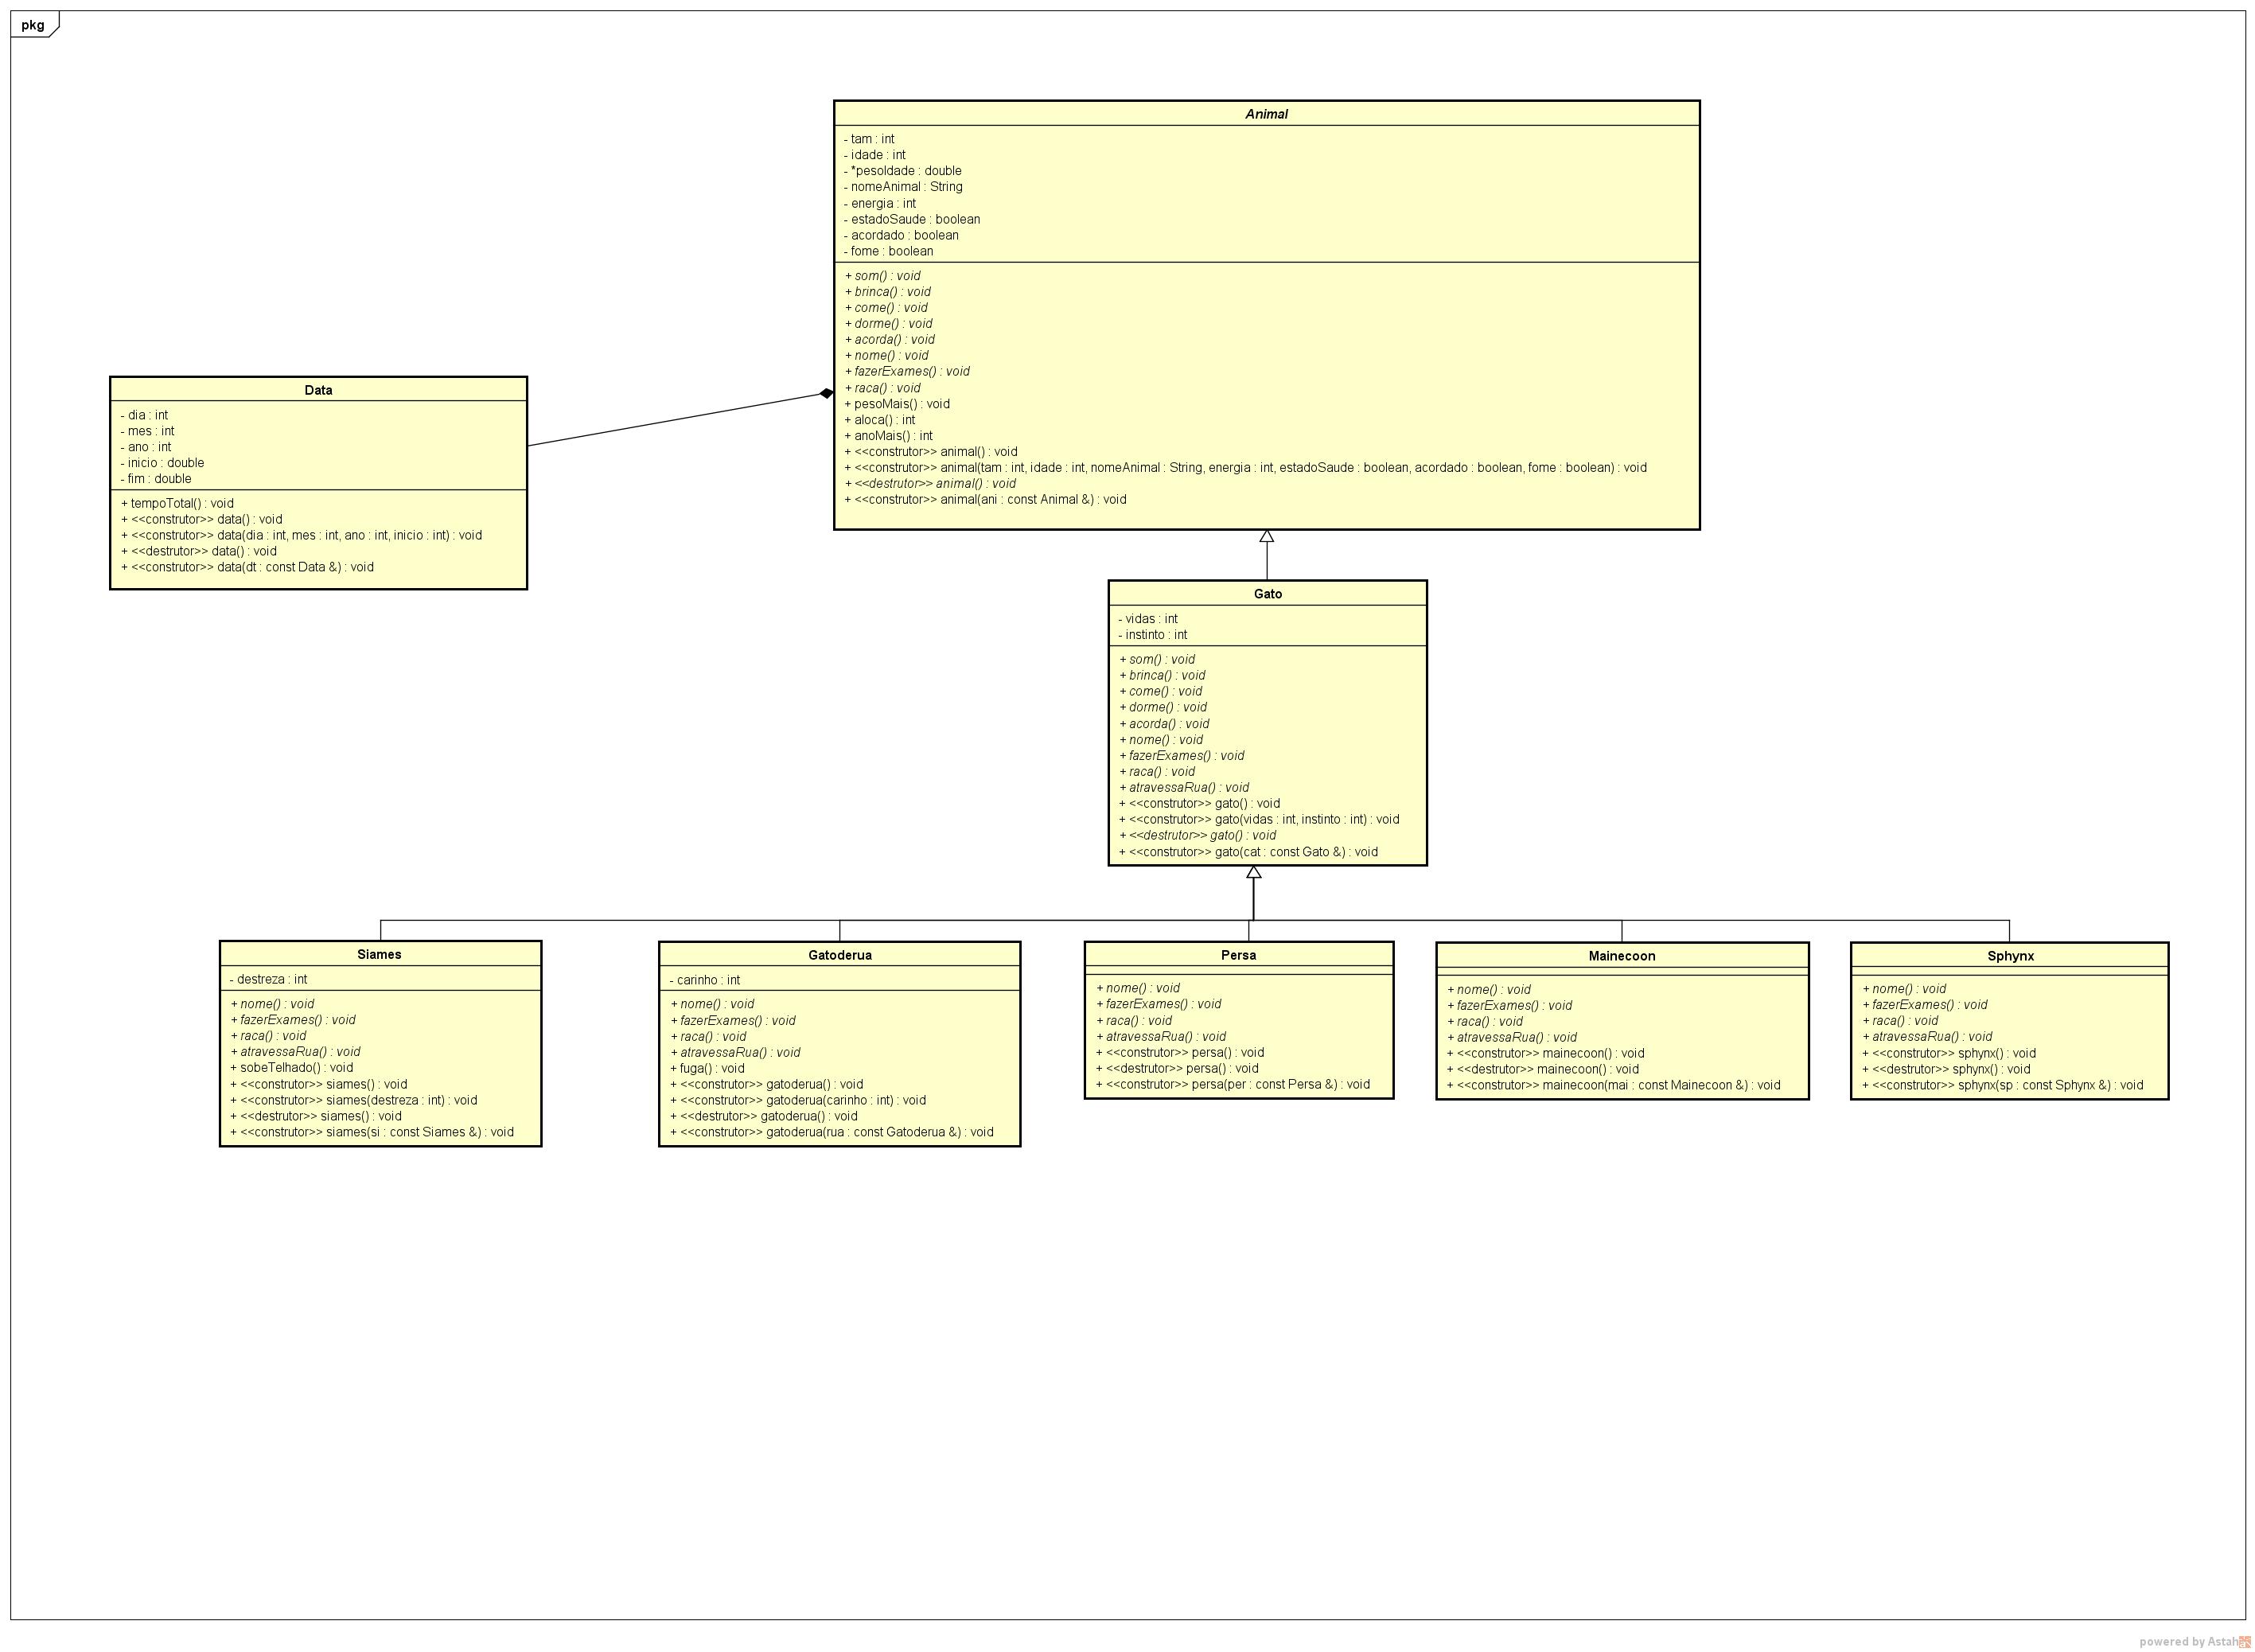 pkg
Animal
- tam : int
- idade : int
- *pesoIdade : double
- nomeAnimal : String
- energia : int
- estadoSaude : boolean
- acordado : boolean
- fome : boolean
+ som() : void
+ brinca() : void
+ come() : void
+ dorme() : void
+ acorda() : void
+ nome() : void
+ fazerExames() : void
+ raca() : void
+ pesoMais() : void
+ aloca() : int
+ anoMais() : int
+ <<construtor>> animal() : void
+ <<construtor>> animal(tam : int, idade : int, nomeAnimal : String, energia : int, estadoSaude : boolean, acordado : boolean, fome : boolean) : void
+ <<destrutor>> animal() : void
+ <<construtor>> animal(ani : const Animal &) : void
Data
- dia : int
- mes : int
- ano : int
- inicio : double
- fim : double
+ tempoTotal() : void
+ <<construtor>> data() : void
+ <<construtor>> data(dia : int, mes : int, ano : int, inicio : int) : void
+ <<destrutor>> data() : void
+ <<construtor>> data(dt : const Data &) : void
Gato
- vidas : int
- instinto : int
+ som() : void
+ brinca() : void
+ come() : void
+ dorme() : void
+ acorda() : void
+ nome() : void
+ fazerExames() : void
+ raca() : void
+ atravessaRua() : void
+ <<construtor>> gato() : void
+ <<construtor>> gato(vidas : int, instinto : int) : void
+ <<destrutor>> gato() : void
+ <<construtor>> gato(cat : const Gato &) : void
Siames
- destreza : int
+ nome() : void
+ fazerExames() : void
+ raca() : void
+ atravessaRua() : void
+ sobeTelhado() : void
+ <<construtor>> siames() : void
+ <<construtor>> siames(destreza : int) : void
+ <<destrutor>> siames() : void
+ <<construtor>> siames(si : const Siames &) : void
Gatoderua
- carinho : int
+ nome() : void
+ fazerExames() : void
+ raca() : void
+ atravessaRua() : void
+ fuga() : void
+ <<construtor>> gatoderua() : void
+ <<construtor>> gatoderua(carinho : int) : void
+ <<destrutor>> gatoderua() : void
+ <<construtor>> gatoderua(rua : const Gatoderua &) : void
Persa
+ nome() : void
+ fazerExames() : void
+ raca() : void
+ atravessaRua() : void
+ <<construtor>> persa() : void
+ <<destrutor>> persa() : void
+ <<construtor>> persa(per : const Persa &) : void
Mainecoon
+ nome() : void
+ fazerExames() : void
+ raca() : void
+ atravessaRua() : void
+ <<construtor>> mainecoon() : void
+ <<destrutor>> mainecoon() : void
+ <<construtor>> mainecoon(mai : const Mainecoon &) : void
Sphynx
+ nome() : void
+ fazerExames() : void
+ raca() : void
+ atravessaRua() : void
+ <<construtor>> sphynx() : void
+ <<destrutor>> sphynx() : void
+ <<construtor>> sphynx(sp : const Sphynx &) : void
powered by Astah